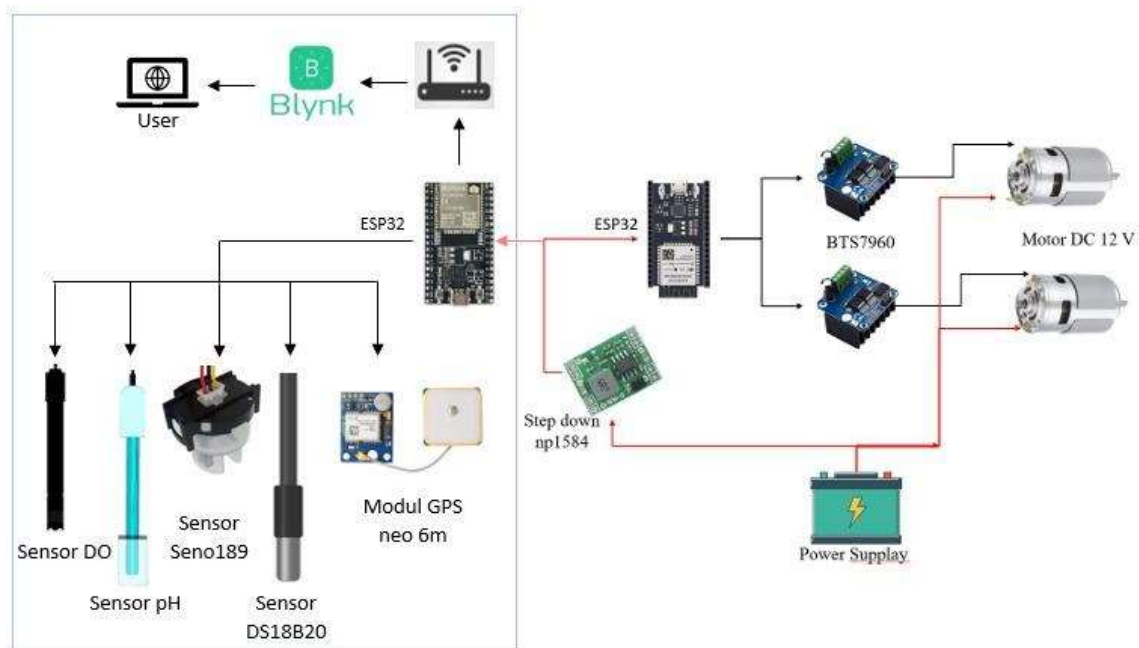 User
B
Blynk
ESP32
ESP32
BTS7960
Motor DC 12 V
Step down
np1584
Power Supplay
Sensor DO
Sensor pH
Sensor
Seno189
Sensor
DS18B20
Modul GPS
neo 6m